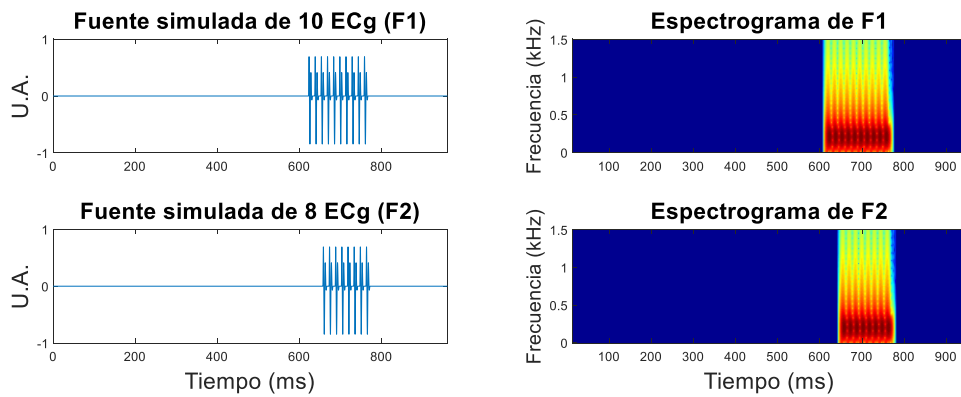 Fuente simulada de 10 ECg (F1)
U.A.
1
0
-1
0 200 400 600 800
Espectrograma de F1
Frecuencia (kHz)
1.5
1
0.5
0
100 200 300 400 500 600 700 800 900
Fuente simulada de 8 ECg (F2)
U.A.
1
0
-1
0 200 400 600 800
Tiempo (ms)
Espectrograma de F2
Frecuencia (kHz)
1.5
1
0.5
0
100 200 300 400 500 600 700 800 900
Tiempo (ms)